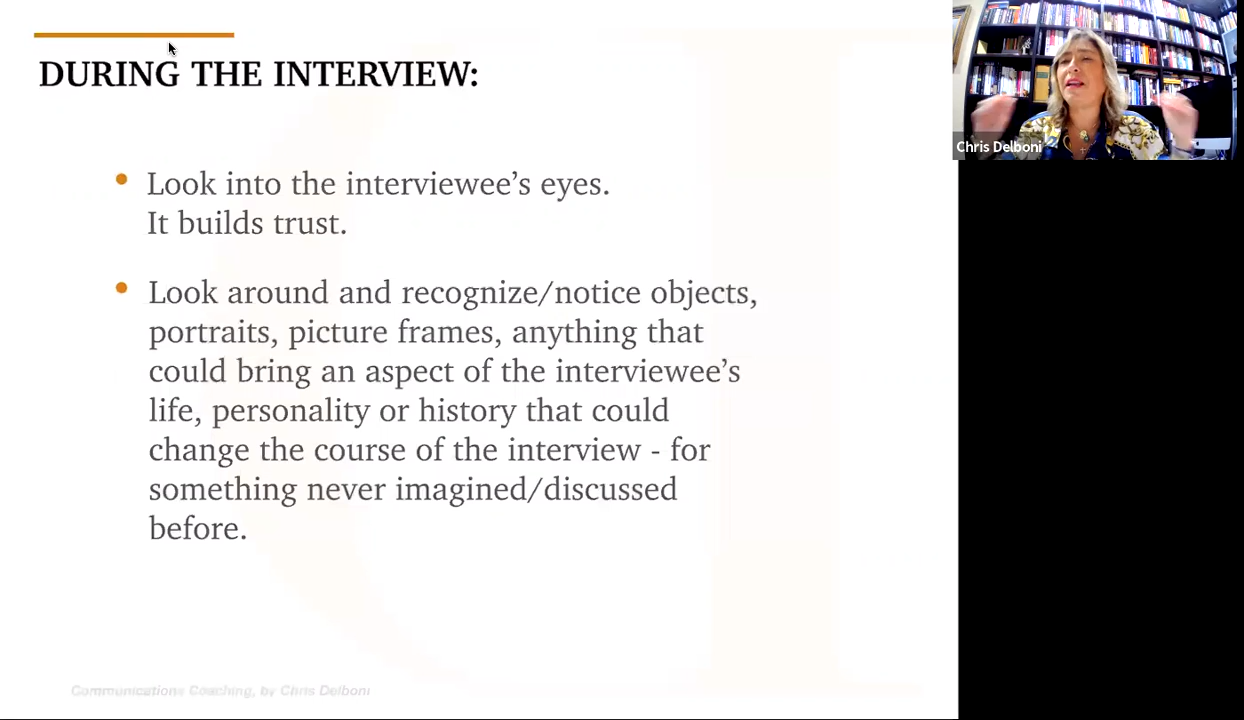 DURING THE INTERVIEW:
• Look into the interviewee’s eyes.
It builds trust.
• Look around and recognize/notice objects,
portraits, picture frames, anything that
could bring an aspect of the interviewee’s
life, personality or history that could
change the course of the interview - for
something never imagined/discussed
before.
Communications Coaching, by Chris Delboni
Chris Delboni